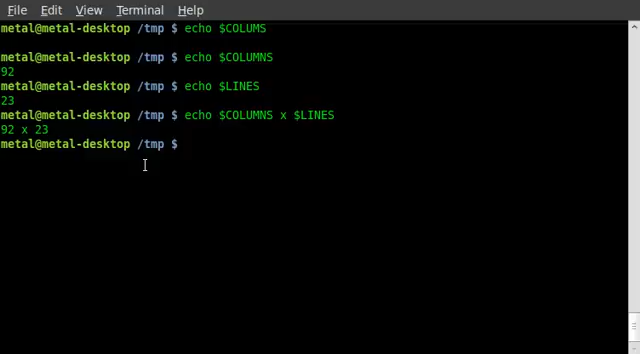 File Edit View Terminal Help
metal@metal-desktop /tmp $ echo $COLUMS

metal@metal-desktop /tmp $ echo $COLUMNS
92
metal@metal-desktop /tmp $ echo $LINES
23
metal@metal-desktop /tmp $ echo $COLUMNS x $LINES
92 x 23
metal@metal-desktop /tmp $